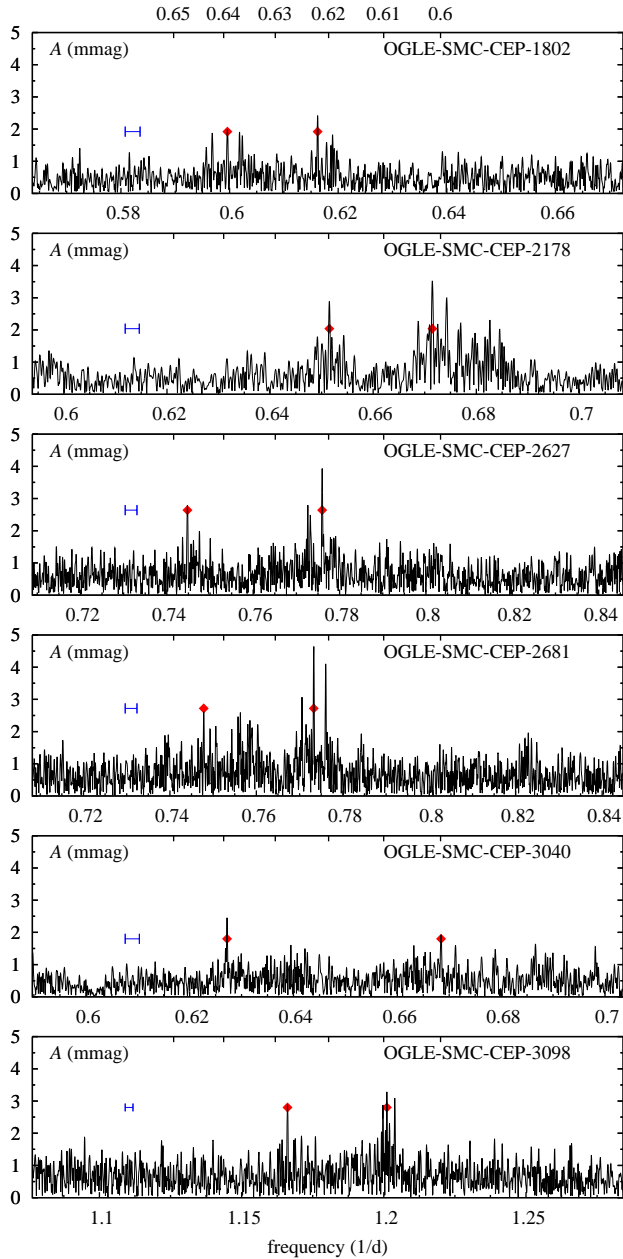 0.65 0.64 0.63 0.62 0.61 0.6
5 A (mmag) OGLE-SMC-CEP-1802
4
3
2
1
0
0.58 0.6 0.62 0.64 0.66
5 A (mmag) OGLE-SMC-CEP-2178
4
3
2
1
0
0.6 0.62 0.64 0.66 0.68 0.7
5 A (mmag) OGLE-SMC-CEP-2627
4
3
2
1
0
0.72 0.74 0.76 0.78 0.8 0.82 0.84
5 A (mmag) OGLE-SMC-CEP-2681
4
3
2
1
0
0.72 0.74 0.76 0.78 0.8 0.82 0.84
5 A (mmag) OGLE-SMC-CEP-3040
4
3
2
1
0
0.6 0.62 0.64 0.66 0.68 0.7
5 A (mmag) OGLE-SMC-CEP-3098
4
3
2
1
0
1.1 1.15 1.2 1.25
frequency (1/d)